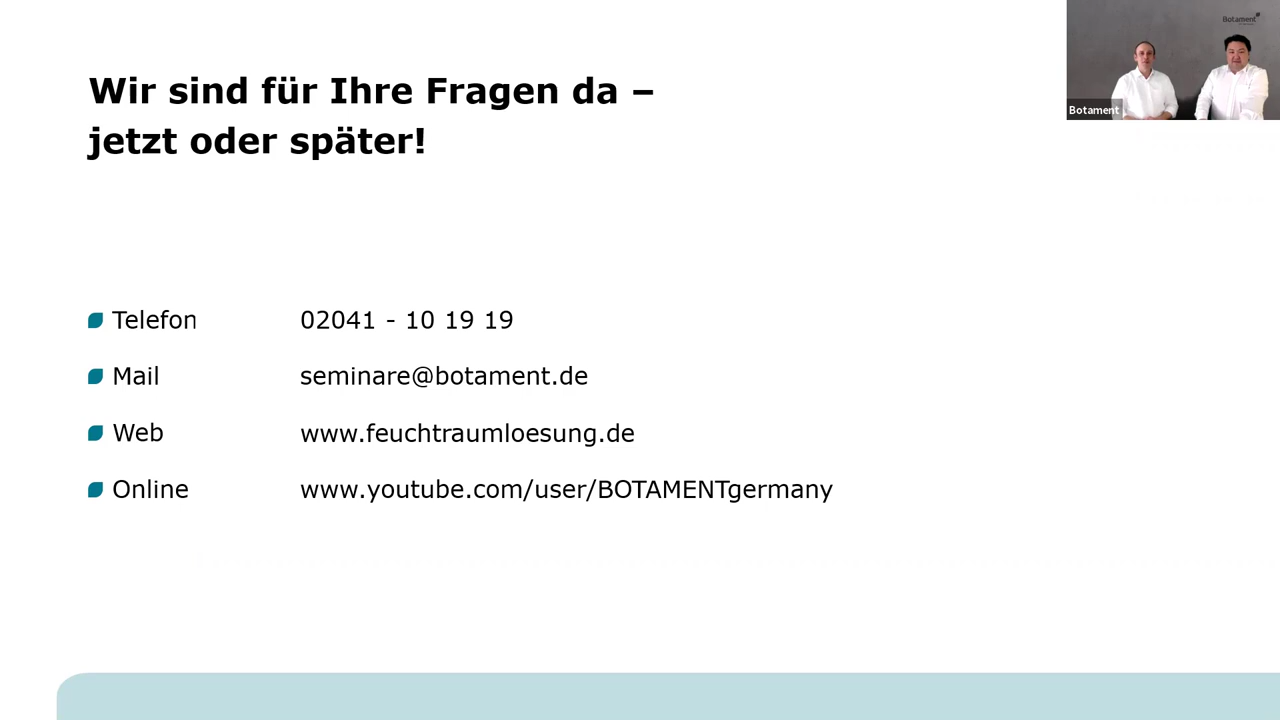 Wir sind für Ihre Fragen da –
jetzt oder später!
Botament
Botament
Telefon 02041 - 10 19 19
Mail seminare@botament.de
Web www.feuchtraumloesung.de
Online www.youtube.com/user/BOTAMENTgermany